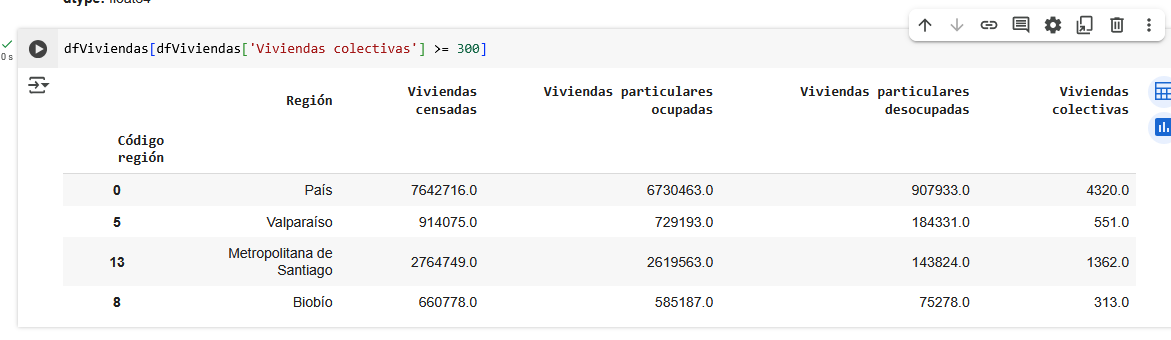 dtype: float64
0 s
dfViviendas[dfViviendas['Viviendas colectivas'] >= 300]
Región Viviendas censadas Viviendas particulares ocupadas Viviendas particulares desocupadas Viviendas colectivas
Código región
0 País 7642716.0 6730463.0 907933.0 4320.0
5 Valparaíso 914075.0 729193.0 184331.0 551.0
13 Metropolitana de Santiago 2764749.0 2619563.0 143824.0 1362.0
8 Biobío 660778.0 585187.0 75278.0 313.0